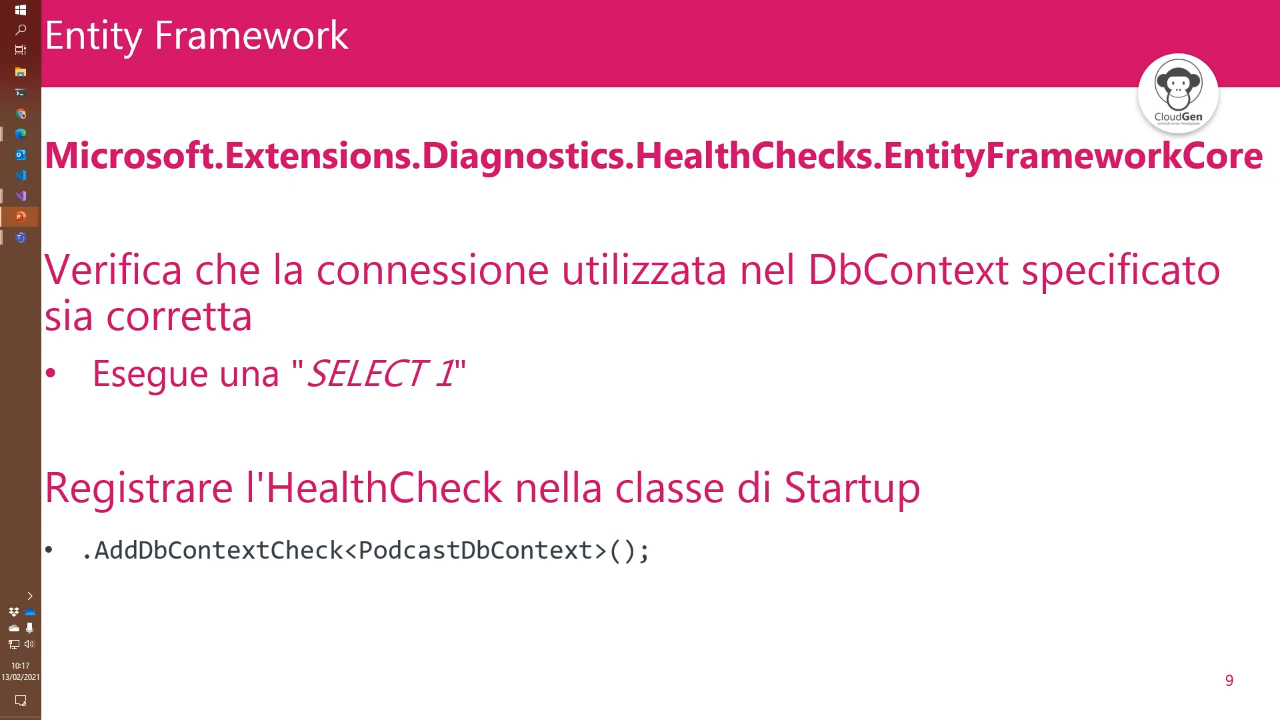 Entity Framework
CloudGen
Microsoft.Extensions.Diagnostics.HealthChecks.EntityFrameworkCore
Verifica che la connessione utilizzata nel DbContext specificato
sia corretta
• Esegue una "SELECT 1"
Registrare l'HealthCheck nella classe di Startup
• .AddDbContextCheck<PodcastDbContext>();
10:17
13/02/2021
9